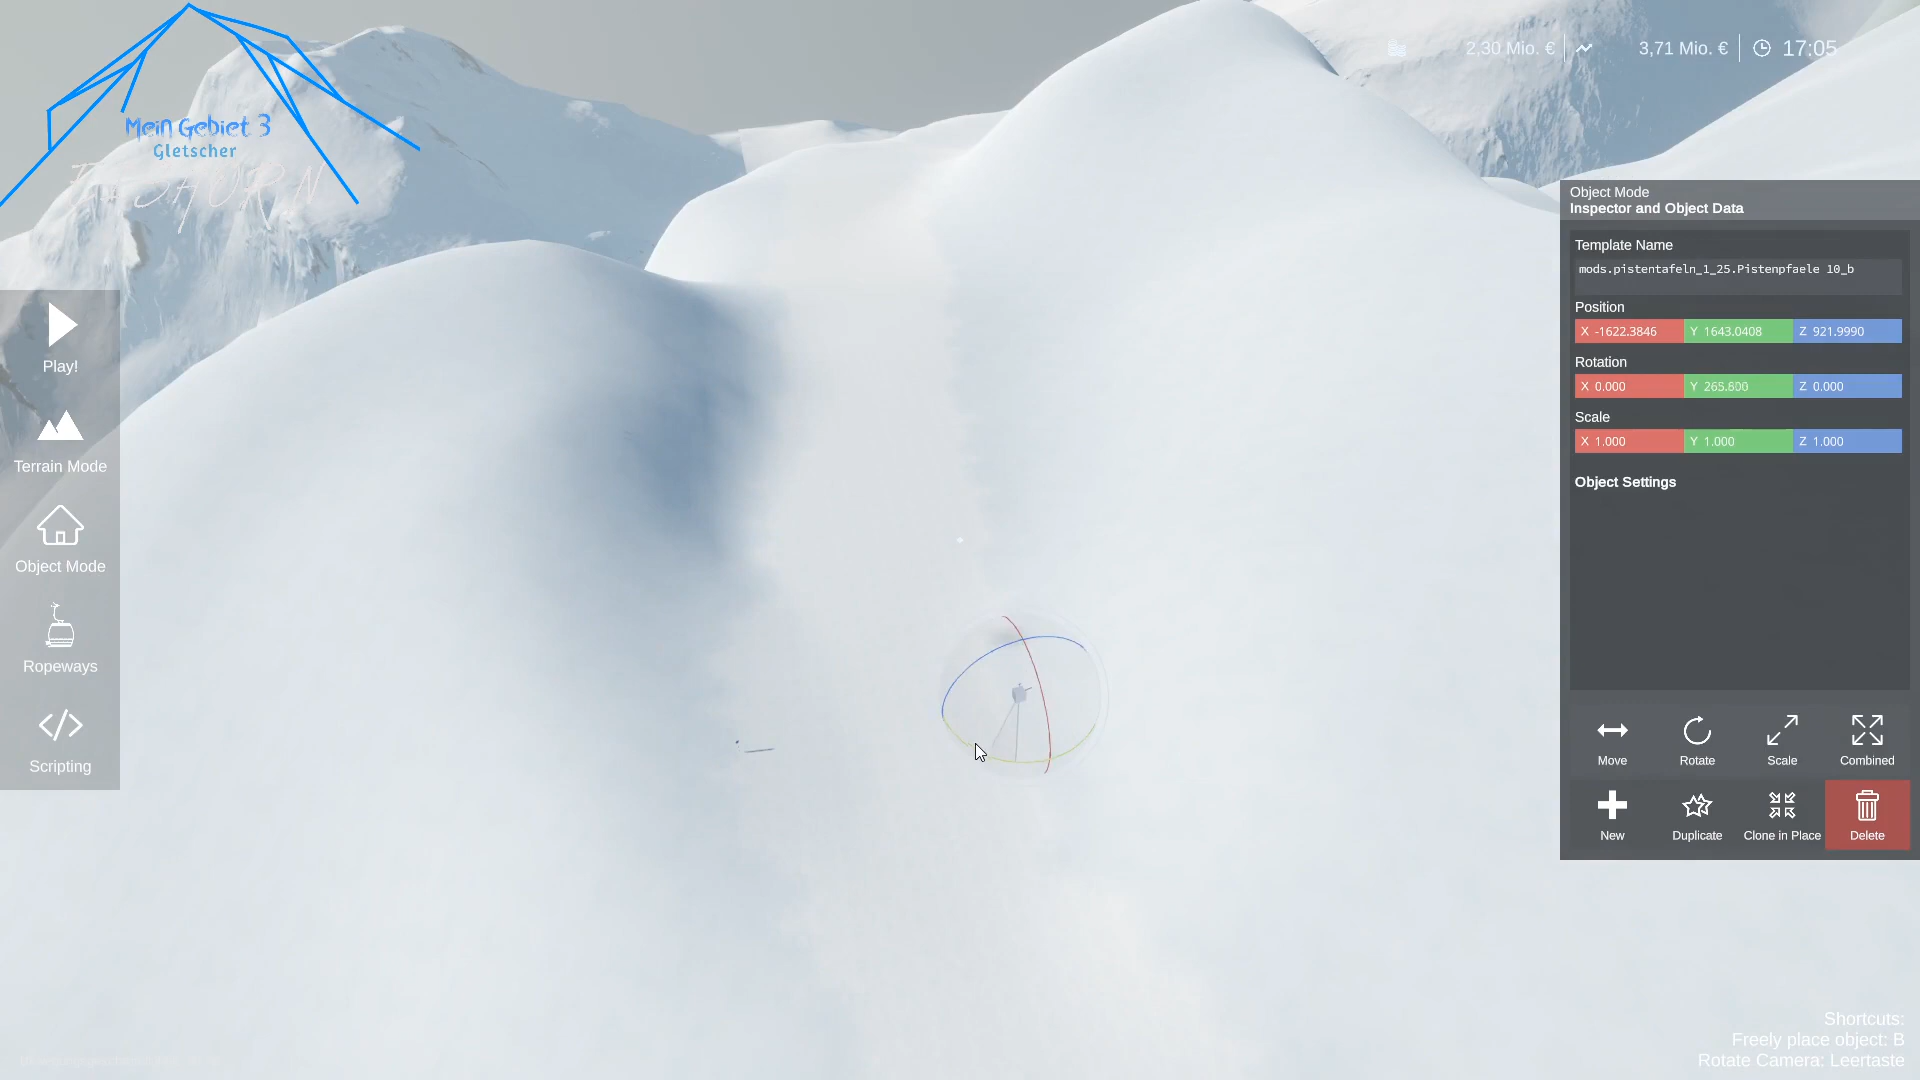 Mein Gebiet 3
Gletscher
2,30 Mio. €
3,71 Mio. €
17:05
Play!
Terrain Mode
Object Mode
Ropeways
Scripting
Object Mode
Inspector and Object Data
Template Name
mods.pistentafeln_1_25.Pistenpfaele 10_b
Position
X -1622.3846
Y 1643.0408
Z 921.9990
Rotation
X 0.000
Y 265.800
Z 0.000
Scale
X 1.000
Y 1.000
Z 1.000
Object Settings
Move
Rotate
Scale
Combined
New
Duplicate
Clone in Place
Delete
Shortcuts:
Freely place object: B
Rotate Camera: Leertaste